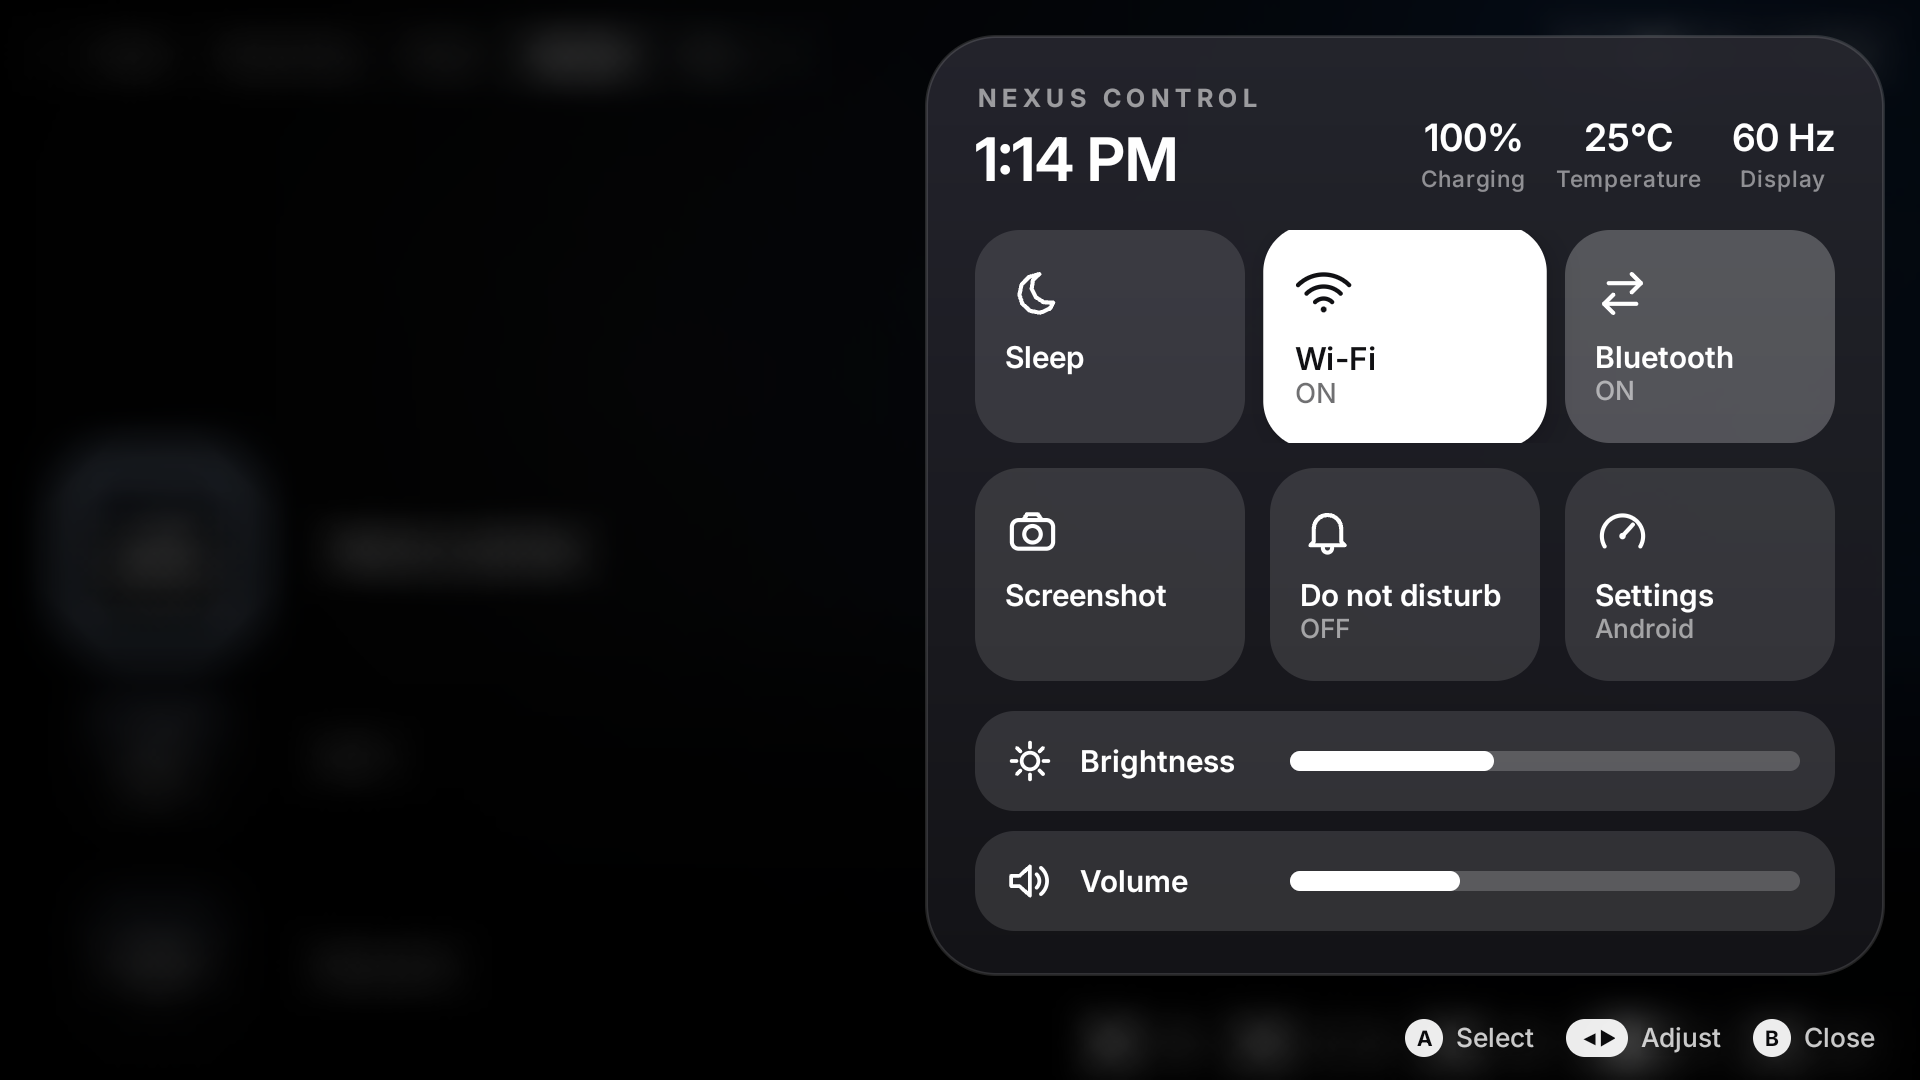 NEXUS CONTROL
1:14 PM
100%
Charging
25°C
Temperature
60 Hz
Display
Sleep
Wi-Fi
ON
Bluetooth
ON
Screenshot
Do not disturb
OFF
Settings
Android
Brightness
Volume
A Select
Adjust
B Close